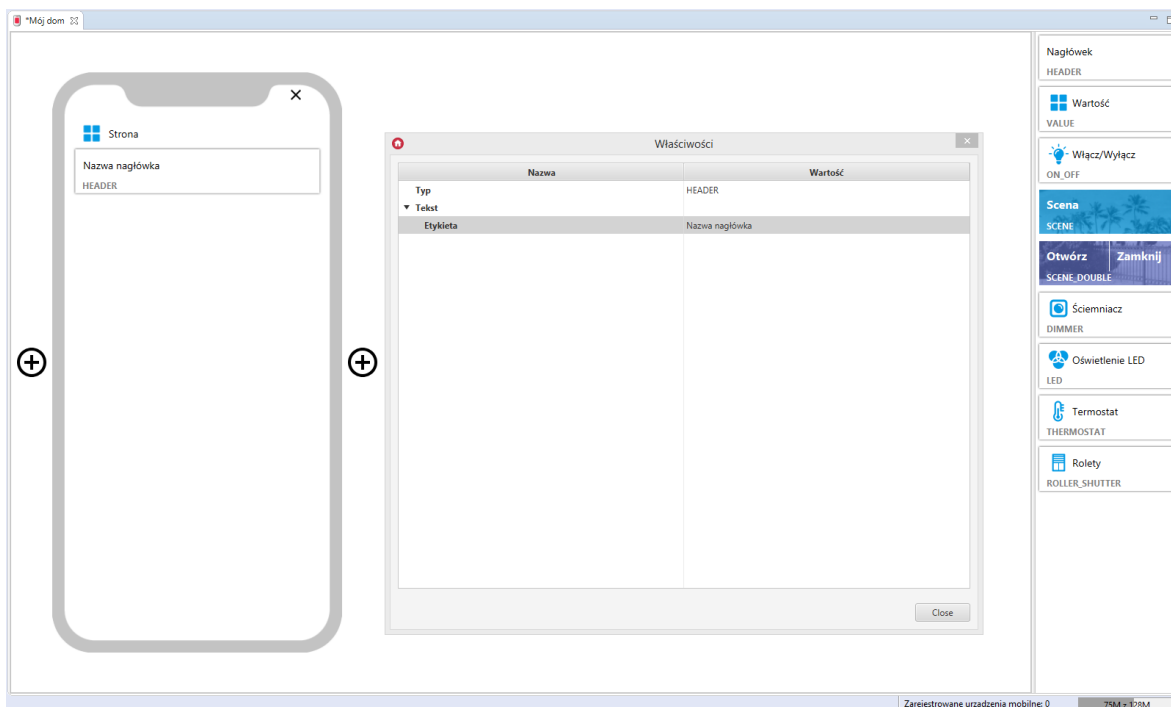 *Mój dom
Strona
Nazwa nagłówka
HEADER
Właściwości
Nazwa Wartość
Typ HEADER
Tekst
Etykieta Nazwa nagłówka
Close
Nagłówek
HEADER
Wartość
VALUE
Włącz/Wyłącz
ON_OFF
Scena
SCENE
Otwórz Zamknij
SCENE_DOUBLE
Ściemniacz
DIMMER
Oświetlenie LED
LED
Termostat
THERMOSTAT
Rolety
ROLLER_SHUTTER
Zarejestrowane urządzenia mobilne: 0 75M z 128M